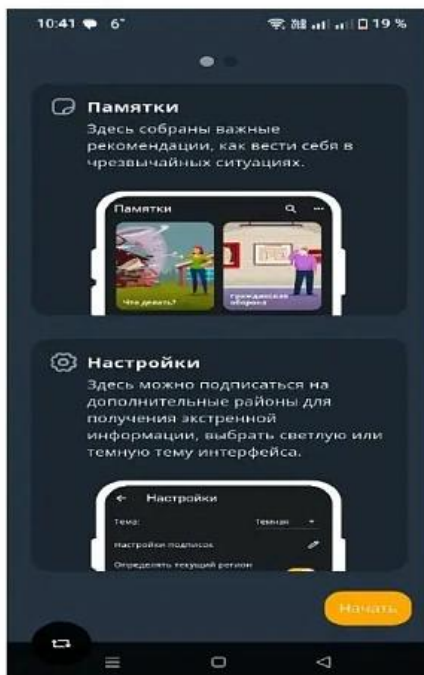 10:41 6° 19 %
Памятки
Здесь собраны важные
рекомендации, как вести себя в
чрезвычайных ситуациях.
Памятки
Что делать?
Гражданская
оборона
Настройки
Здесь можно подписаться на
дополнительные районы для
получения экстренной
информации, выбрать светлую или
темную тему интерфейса.
Настройки
Тема: Темная
Настройки подписок
Определять текущий регион
Начать